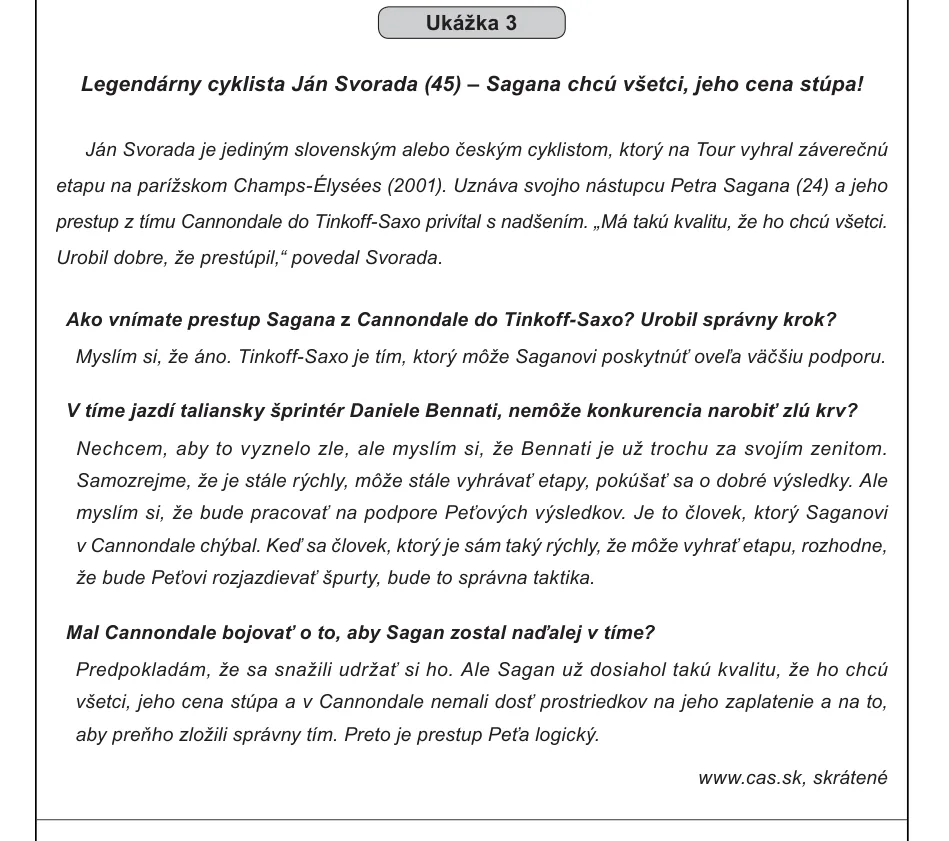 Ukážka 3
Legendárny cyklista Ján Svorada (45) – Sagana chcú všetci, jeho cena stúpa!
Ján Svorada je jediným slovenským alebo českým cyklistom, ktorý na Tour vyhral záverečnú
etapu na parížskom Champs-Élysées (2001). Uznáva svojho nástupcu Petra Sagana (24) a jeho
prestup z tímu Cannondale do Tinkoff-Saxo privítal s nadšením. „Má takú kvalitu, že ho chcú všetci.
Urobil dobre, že prestúpil,“ povedal Svorada.
Ako vnímate prestup Sagana z Cannondale do Tinkoff-Saxo? Urobil správny krok?
Myslím si, že áno. Tinkoff-Saxo je tím, ktorý môže Saganovi poskytnúť oveľa väčšiu podporu.
V tíme jazdí taliansky šprintér Daniele Bennati, nemôže konkurencia narobiť zlú krv?
Nechcem, aby to vyznelo zle, ale myslím si, že Bennati je už trochu za svojím zenitom.
Samozrejme, že je stále rýchly, môže stále vyhrávať etapy, pokúšať sa o dobré výsledky. Ale
myslím si, že bude pracovať na podpore Peťových výsledkov. Je to človek, ktorý Saganovi
v Cannondale chýbal. Keď sa človek, ktorý je sám taký rýchly, že môže vyhrať etapu, rozhodne,
že bude Peťovi rozjazdievať špurty, bude to správna taktika.
Mal Cannondale bojovať o to, aby Sagan zostal naďalej v tíme?
Predpokladám, že sa snažili udržať si ho. Ale Sagan už dosiahol takú kvalitu, že ho chcú
všetci, jeho cena stúpa a v Cannondale nemali dosť prostriedkov na jeho zaplatenie a na to,
aby preňho zložili správny tím. Preto je prestup Peťa logický.
www.cas.sk, skrátené